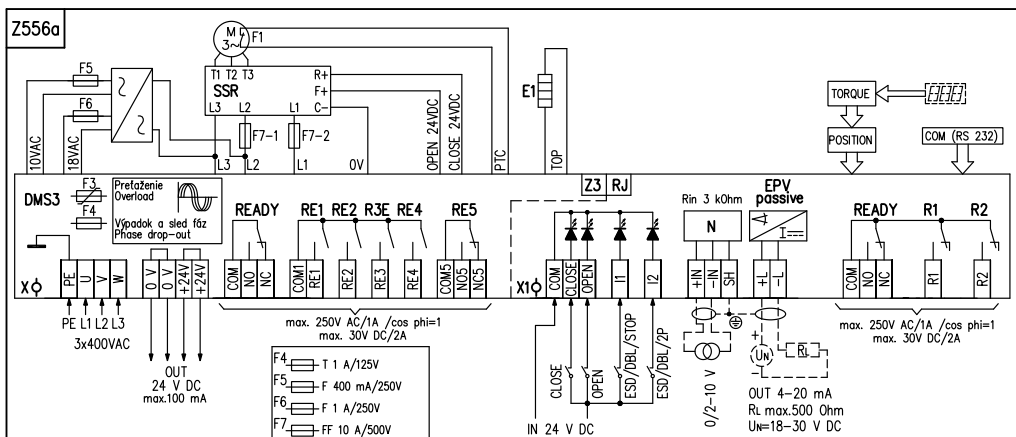 Z556a
M
3~
F1
F5
F6
T1 T2 T3
SSR
R+
F+
C-
L3 L2 L1
F7-1
F7-2
10VAC
18VAC
L3 L2 L1
0V
OPEN 24VDC
CLOSE 24VDC
PTC
E1
TOP
TORQUE
POSITION
COM (RS 232)
DMS3
F3
F4
Preťaženie
Overload
Výpadok a sled fáz
Phase drop-out
READY
RE1 RE2 R3E RE4
RE5
Z3 RJ
Rin 3 kOhm
N
EPV
passive
I
READY
R1
R2
X
PE
U
V
W
0 V
0 V
+24V
+24V
COM
NO
NC
COM1
RE1
RE2
RE3
RE4
COM5
NO5
NC5
X1
COM
CLOSE
OPEN
I1
I2
+IN
-IN
SH
+L
-L
COM
NO
NC
R1
R2
PE L1 L2 L3
3x400VAC
OUT
24 V DC
max.100 mA
max. 250V AC/1A /cos phi=1
max. 30V DC/2A
F4 T 1 A/125V
F5 F 400 mA/250V
F6 F 1 A/250V
F7 FF 10 A/500V
CLOSE
OPEN
ESD/DBL/STOP
ESD/DBL/2P
IN 24 V DC
0/2-10 V
+
UN
-
RL
OUT 4-20 mA
RL max.500 Ohm
UN=18-30 V DC
max. 250V AC/1A /cos phi=1
max. 30V DC/2A